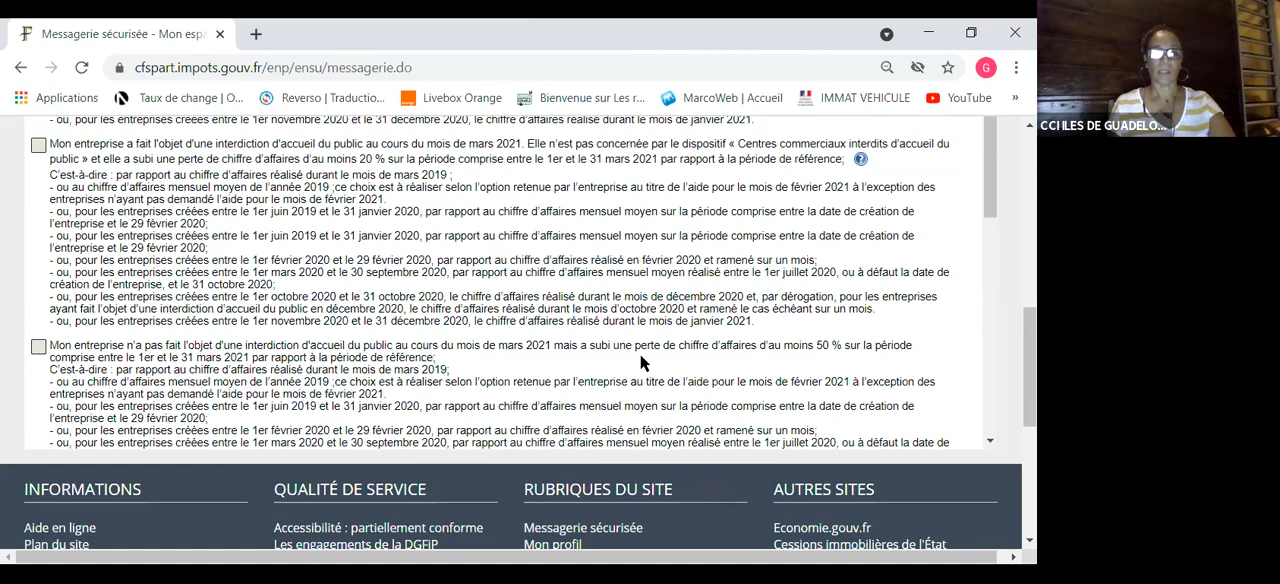 Messagerie sécurisée - Mon esp
cfspart.impots.gouv.fr/enp/ensu/messagerie.do
G
Applications
Taux de change | O...
Reverso | Traductio...
Livebox Orange
Bienvenue sur Les r...
MarcoWeb | Accueil
IMMAT VEHICULE
YouTube
»
CCI ILES DE GUADELO...
- ou, pour les entreprises créées entre le 1er novembre 2020 et le 31 décembre 2020, le chiffre d'affaires réalisé durant le mois de janvier 2021.
Mon entreprise a fait l'objet d'une interdiction d'accueil du public au cours du mois de mars 2021. Elle n'est pas concernée par le dispositif « Centres commerciaux interdits d'accueil du
public » et elle a subi une perte de chiffre d'affaires d'au moins 20 % sur la période comprise entre le 1er et le 31 mars 2021 par rapport à la période de référence;
C'est-à-dire : par rapport au chiffre d'affaires réalisé durant le mois de mars 2019 ;
- ou au chiffre d'affaires mensuel moyen de l'année 2019 ;ce choix est à réaliser selon l'option retenue par l'entreprise au titre de l'aide pour le mois de février 2021 à l'exception des
entreprises n'ayant pas demandé l'aide pour le mois de février 2021.
- ou, pour les entreprises créées entre le 1er juin 2019 et le 31 janvier 2020, par rapport au chiffre d'affaires mensuel moyen sur la période comprise entre la date de création de
l'entreprise et le 29 février 2020;
- ou, pour les entreprises créées entre le 1er juin 2019 et le 31 janvier 2020, par rapport au chiffre d'affaires mensuel moyen sur la période comprise entre la date de création de
l'entreprise et le 29 février 2020;
- ou, pour les entreprises créées entre le 1er février 2020 et le 29 février 2020, par rapport au chiffre d'affaires réalisé en février 2020 et ramené sur un mois;
- ou, pour les entreprises créées entre le 1er mars 2020 et le 30 septembre 2020, par rapport au chiffre d'affaires mensuel moyen réalisé entre le 1er juillet 2020, ou à défaut la date de
création de l'entreprise, et le 31 octobre 2020;
- ou, pour les entreprises créées entre le 1er octobre 2020 et le 31 octobre 2020, le chiffre d'affaires réalisé durant le mois de décembre 2020 et, par dérogation, pour les entreprises
ayant fait l'objet d'une interdiction d'accueil du public en décembre 2020, le chiffre d'affaires réalisé durant le mois d'octobre 2020 et ramené le cas échéant sur un mois.
- ou, pour les entreprises créées entre le 1er novembre 2020 et le 31 décembre 2020, le chiffre d'affaires réalisé durant le mois de janvier 2021.
Mon entreprise n'a pas fait l'objet d'une interdiction d'accueil du public au cours du mois de mars 2021 mais a subi une perte de chiffre d'affaires d'au moins 50 % sur la période
comprise entre le 1er et le 31 mars 2021 par rapport à la période de référence;
C'est-à-dire : par rapport au chiffre d'affaires réalisé durant le mois de mars 2019;
- ou au chiffre d'affaires mensuel moyen de l'année 2019 ;ce choix est à réaliser selon l'option retenue par l'entreprise au titre de l'aide pour le mois de février 2021 à l'exception des
entreprises n'ayant pas demandé l'aide pour le mois de février 2021.
- ou, pour les entreprises créées entre le 1er juin 2019 et le 31 janvier 2020, par rapport au chiffre d'affaires mensuel moyen sur la période comprise entre la date de création de
l'entreprise et le 29 février 2020;
- ou, pour les entreprises créées entre le 1er février 2020 et le 29 février 2020, par rapport au chiffre d'affaires réalisé en février 2020 et ramené sur un mois;
- ou, pour les entreprises créées entre le 1er mars 2020 et le 30 septembre 2020, par rapport au chiffre d'affaires mensuel moyen réalisé entre le 1er juillet 2020, ou à défaut la date de
INFORMATIONS
Aide en ligne
Plan du site
QUALITÉ DE SERVICE
Accessibilité : partiellement conforme
Les engagements de la DGFiP
RUBRIQUES DU SITE
Messagerie sécurisée
Mon profil
AUTRES SITES
Economie.gouv.fr
Cessions immobilières de l'État